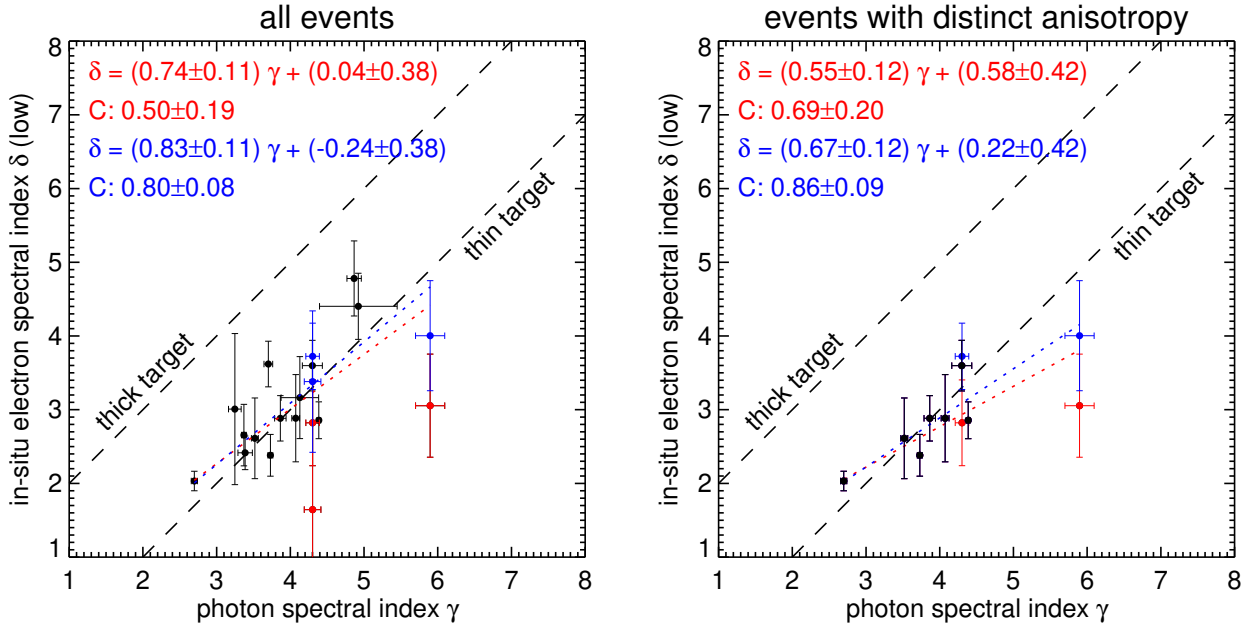 all events
δ = (0.74±0.11) γ + (0.04±0.38)
C: 0.50±0.19
δ = (0.83±0.11) γ + (-0.24±0.38)
C: 0.80±0.08
thick target
thin target
in-situ electron spectral index δ (low)
8
7
6
5
4
3
2
1
1 2 3 4 5 6 7 8
photon spectral index γ
events with distinct anisotropy
δ = (0.55±0.12) γ + (0.58±0.42)
C: 0.69±0.20
δ = (0.67±0.12) γ + (0.22±0.42)
C: 0.86±0.09
thick target
thin target
in-situ electron spectral index δ (low)
8
7
6
5
4
3
2
1
1 2 3 4 5 6 7 8
photon spectral index γ